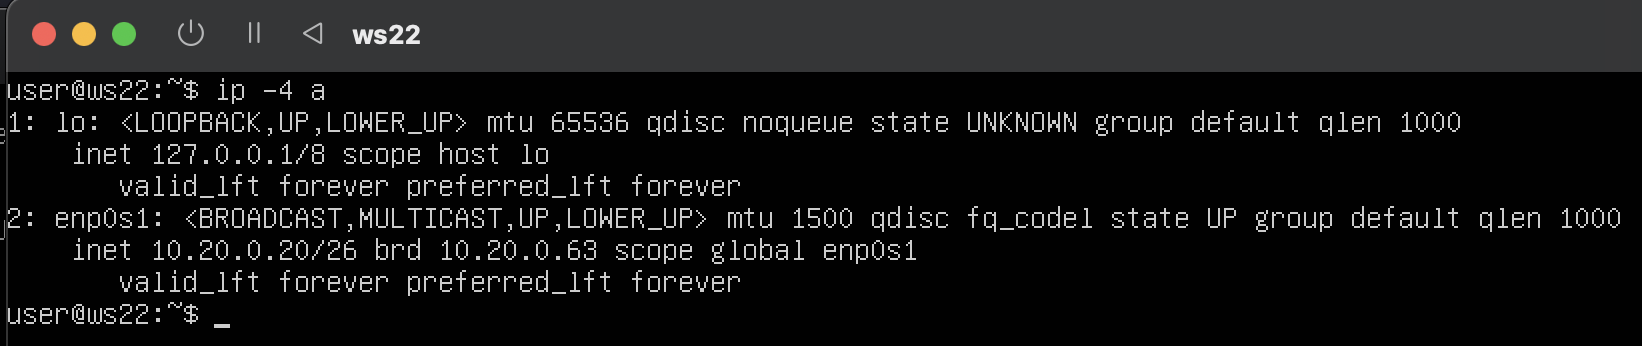 ws22
user@ws22:~$ ip -4 a
1: lo: <LOOPBACK,UP,LOWER_UP> mtu 65536 qdisc noqueue state UNKNOWN group default qlen 1000
    inet 127.0.0.1/8 scope host lo
       valid_lft forever preferred_lft forever
2: enp0s1: <BROADCAST,MULTICAST,UP,LOWER_UP> mtu 1500 qdisc fq_codel state UP group default qlen 1000
    inet 10.20.0.20/26 brd 10.20.0.63 scope global enp0s1
       valid_lft forever preferred_lft forever
user@ws22:~$ _